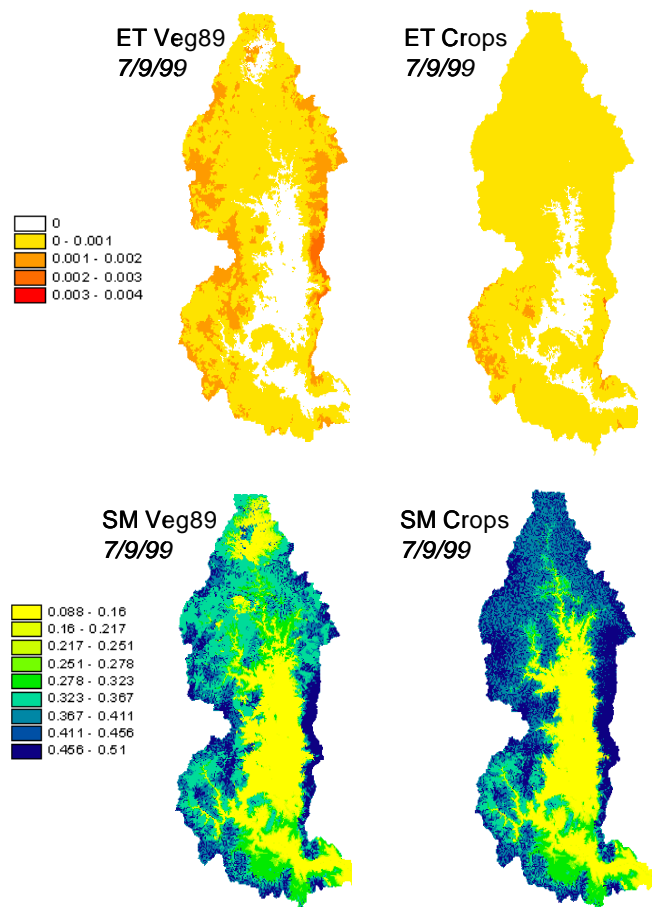 ET Veg89
7/9/99
ET Crops
7/9/99
0
0 - 0.001
0.001 - 0.002
0.002 - 0.003
0.003 - 0.004
SM Veg89
7/9/99
SM Crops
7/9/99
0.088 - 0.16
0.16 - 0.217
0.217 - 0.251
0.251 - 0.278
0.278 - 0.323
0.323 - 0.367
0.367 - 0.411
0.411 - 0.456
0.456 - 0.51